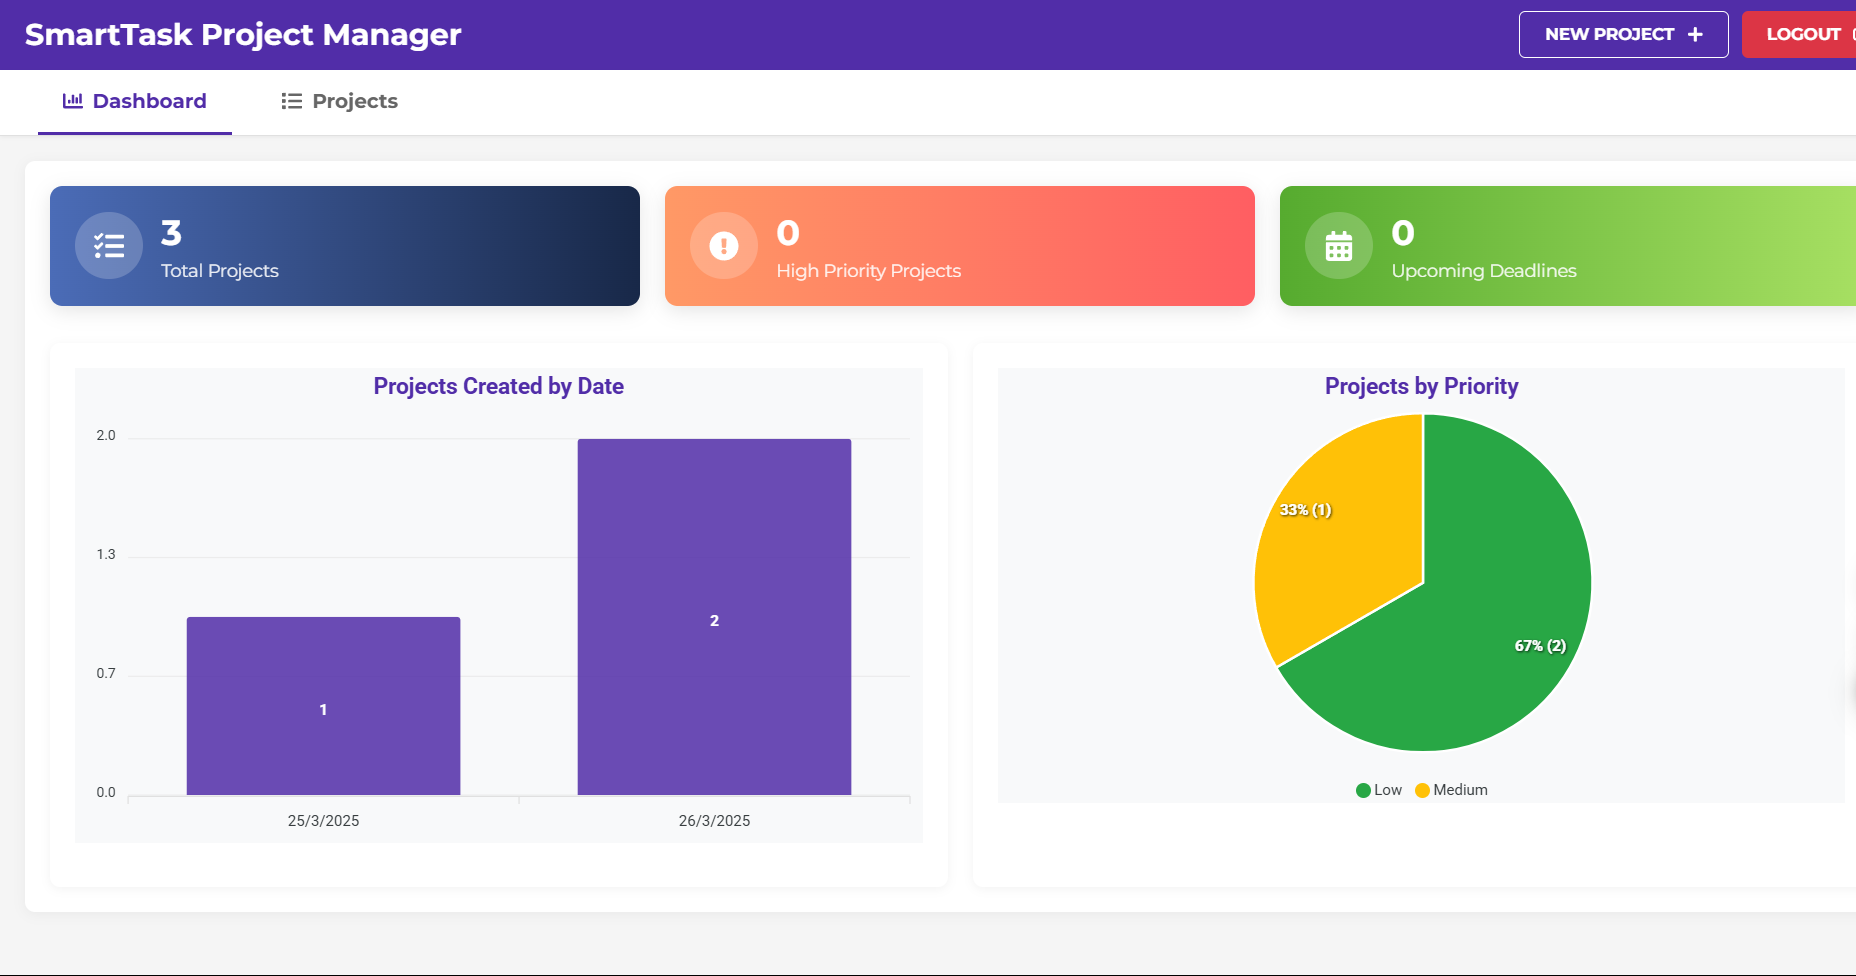 SmartTask Project Manager
NEW PROJECT +
LOGOUT
Dashboard
Projects
3
Total Projects
0
High Priority Projects
0
Upcoming Deadlines
Projects Created by Date
2.0
1.3
0.7
0.0
1
2
25/3/2025
26/3/2025
Projects by Priority
33% (1)
67% (2)
Low
Medium